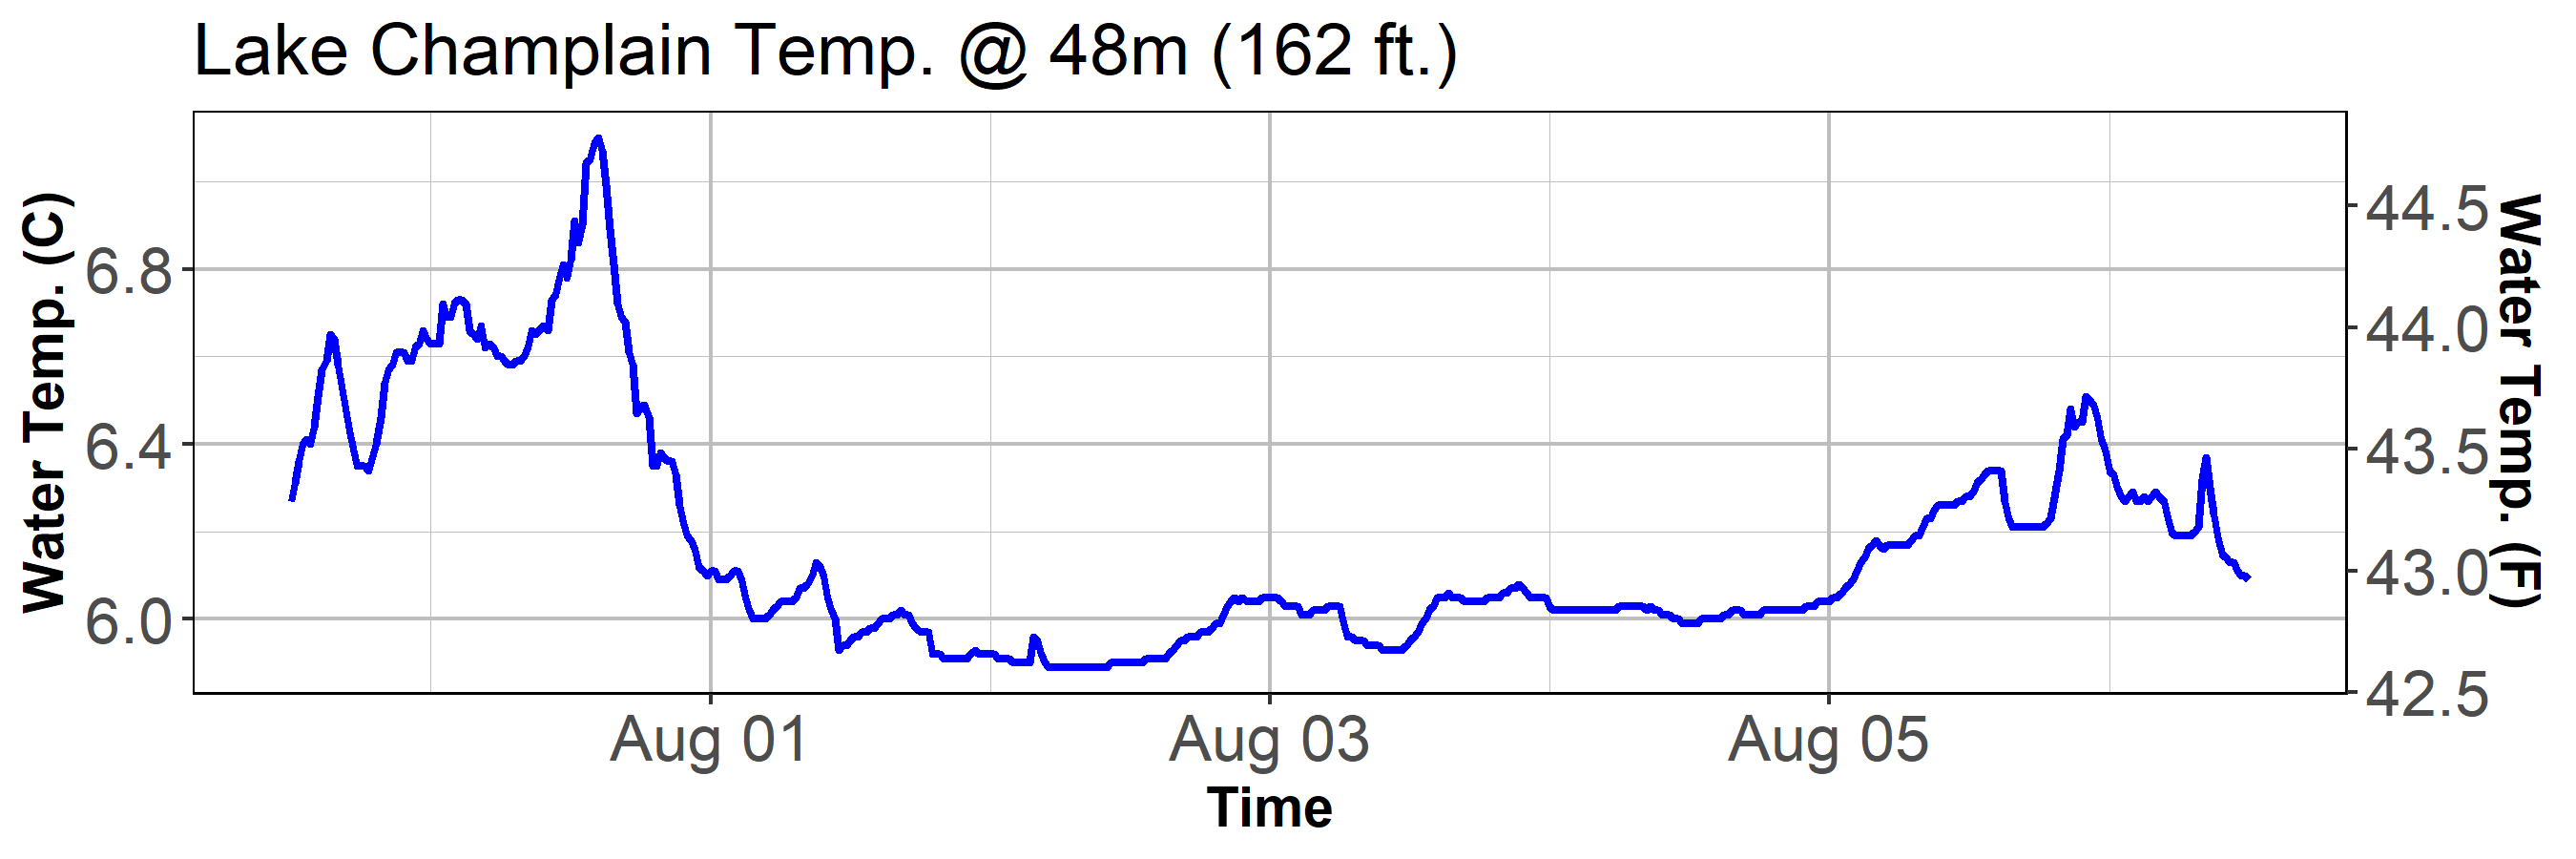 Lake Champlain Temp. @ 48m (162 ft.)
Water Temp. (C)
6.8
6.4
6.0
44.5
44.0
43.5
43.0
42.5
Water Temp. (F)
Aug 01
Aug 03
Aug 05
Time